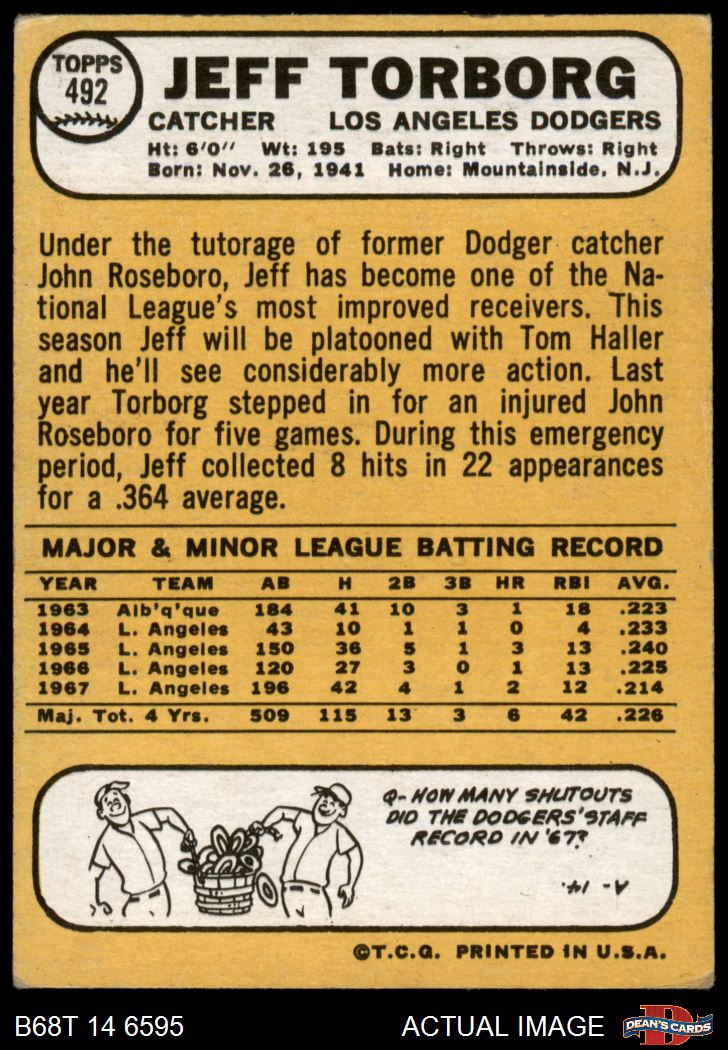 TOPPS
492
JEFF TORBORG
CATCHER LOS ANGELES DODGERS
Ht: 6'0'' Wt: 195 Bats: Right Throws: Right
Born: Nov. 26, 1941 Home: Mountainside, N.J.
Under the tutorage of former Dodger catcher
John Roseboro, Jeff has become one of the Na-
tional League's most improved receivers. This
season Jeff will be platooned with Tom Haller
and he'll see considerably more action. Last
year Torborg stepped in for an injured John
Roseboro for five games. During this emergency
period, Jeff collected 8 hits in 22 appearances
for a .364 average.
MAJOR & MINOR LEAGUE BATTING RECORD
YEAR TEAM AB H 2B 3B HR RBI AVG.
1963 Alb'q'que 184 41 10 3 1 18 .223
1964 L. Angeles 43 10 1 1 0 4 .233
1965 L. Angeles 150 36 5 1 3 13 .240
1966 L. Angeles 120 27 3 0 1 13 .225
1967 L. Angeles 196 42 4 1 2 12 .214
Maj. Tot. 4 Yrs. 509 115 13 3 6 42 .226
Q- HOW MANY SHUTOUTS
DID THE DODGERS' STAFF
RECORD IN '67?
A- 14.
©T.C.G. PRINTED IN U.S.A.
B68T 14 6595 ACTUAL IMAGE
D
DEAN'S CARDS